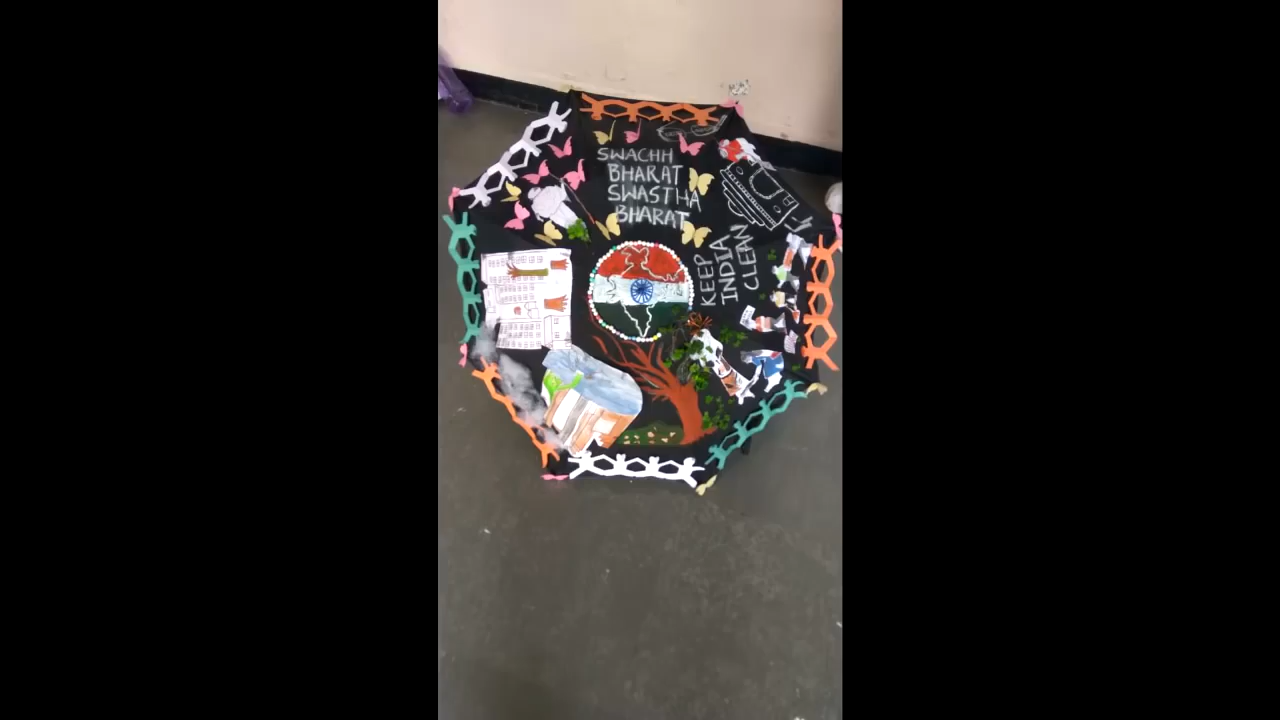 SWACHH
BHARAT
SWASTHA
BHARAT
KEEP
INDIA
CLEAN